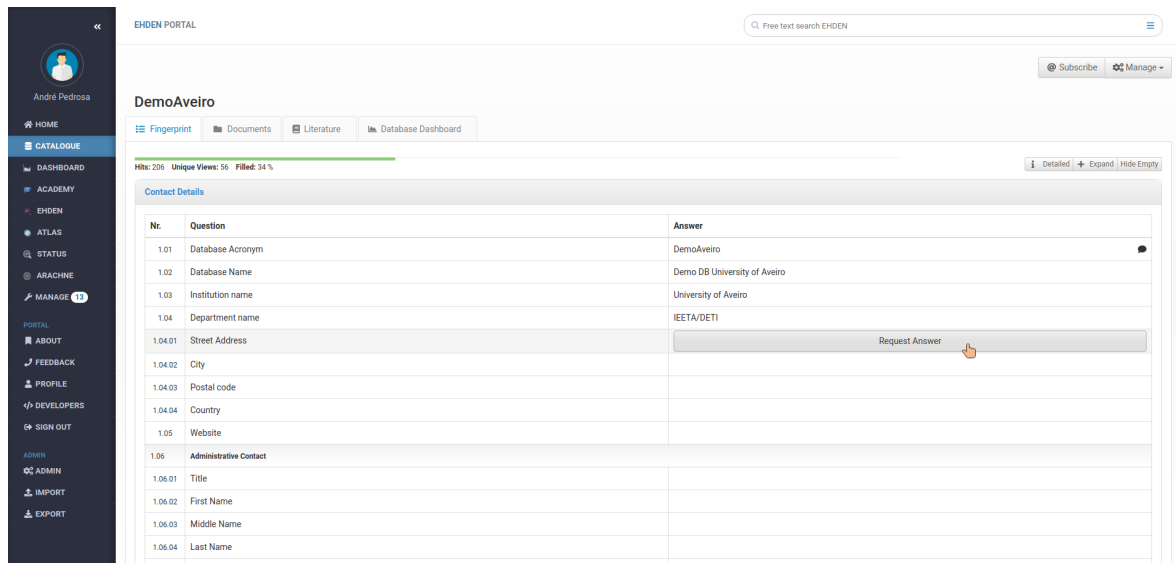 «
EHDEN PORTAL
Free text search EHDEN
André Pedrosa
@ Subscribe
Manage
DemoAveiro
Fingerprint
Documents
Literature
Database Dashboard
Hits: 206 Unique Views: 56 Filled: 34 %
i Detailed + Expand Hide Empty
HOME
CATALOGUE
DASHBOARD
ACADEMY
EHDEN
ATLAS
STATUS
ARACHNE
MANAGE 13
PORTAL
ABOUT
FEEDBACK
PROFILE
</> DEVELOPERS
SIGN OUT
ADMIN
ADMIN
IMPORT
EXPORT
Contact Details
Nr. Question Answer
1.01 Database Acronym DemoAveiro
1.02 Database Name Demo DB University of Aveiro
1.03 Institution name University of Aveiro
1.04 Department name IEETA/DETI
1.04.01 Street Address Request Answer
1.04.02 City
1.04.03 Postal code
1.04.04 Country
1.05 Website
1.06 Administrative Contact
1.06.01 Title
1.06.02 First Name
1.06.03 Middle Name
1.06.04 Last Name